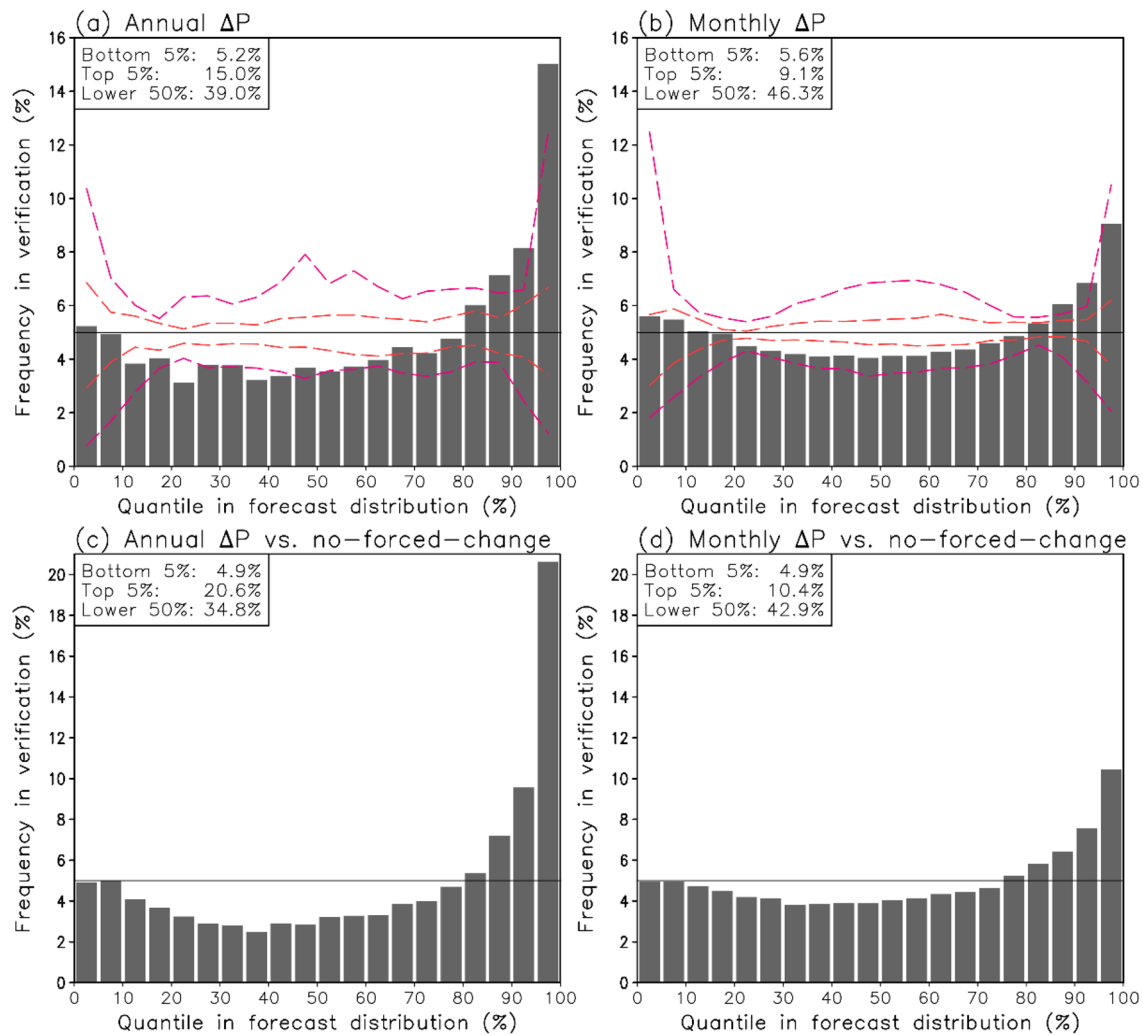 (a) Annual ΔP
Bottom 5%: 5.2%
Top 5%: 15.0%
Lower 50%: 39.0%
16
14
12
10
8
6
4
2
0
Frequency in verification (%)
0 10 20 30 40 50 60 70 80 90 100
Quantile in forecast distribution (%)
(b) Monthly ΔP
Bottom 5%: 5.6%
Top 5%: 9.1%
Lower 50%: 46.3%
16
14
12
10
8
6
4
2
0
Frequency in verification (%)
0 10 20 30 40 50 60 70 80 90 100
Quantile in forecast distribution (%)
(c) Annual ΔP vs. no-forced-change
Bottom 5%: 4.9%
Top 5%: 20.6%
Lower 50%: 34.8%
20
18
16
14
12
10
8
6
4
2
0
Frequency in verification (%)
0 10 20 30 40 50 60 70 80 90 100
Quantile in forecast distribution (%)
(d) Monthly ΔP vs. no-forced-change
Bottom 5%: 4.9%
Top 5%: 10.4%
Lower 50%: 42.9%
20
18
16
14
12
10
8
6
4
2
0
Frequency in verification (%)
0 10 20 30 40 50 60 70 80 90 100
Quantile in forecast distribution (%)